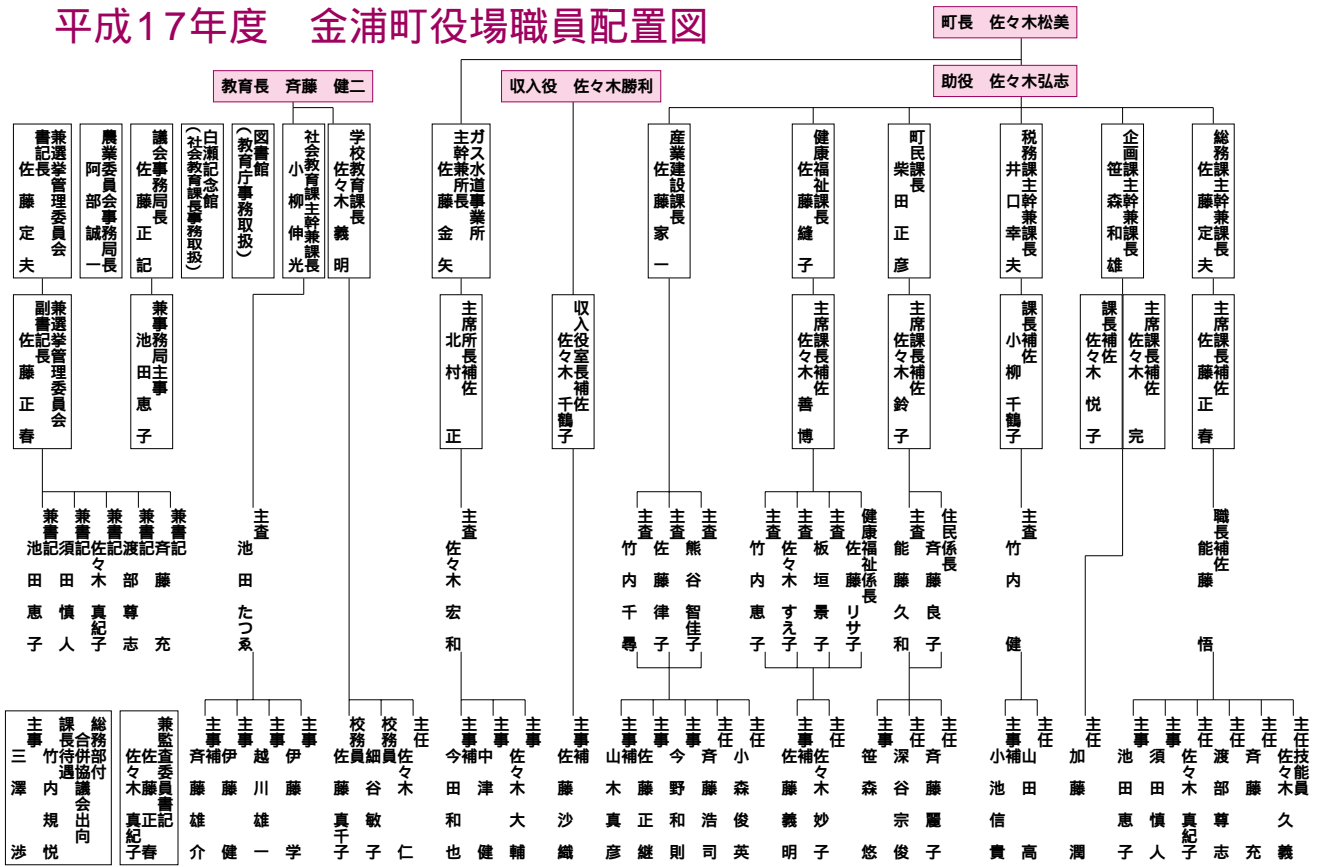 平成17年度　金浦町役場職員配置図
町長　佐々木松美
教育長　斉藤　健二
収入役　佐々木勝利
助役　佐々木弘志
総務課主幹兼課長
佐藤定夫
企画課主幹兼課長
笹森和雄
税務課主幹兼課長
井口幸夫
町民課長
柴田正彦
健康福祉課長
佐藤縫子
産業建設課長
佐藤家一
ガス水道事業所
主幹兼所長
佐藤金矢
学校教育課長
佐々木義明
社会教育課主幹兼課長
小柳伸光
図書館
(教育庁事務取扱)
白瀬記念館
(社会教育課長事務取扱)
議会事務局長
佐藤正記
農業委員会事務局長
阿部誠一
兼選挙管理委員会
書記長
佐藤定夫
主席課長補佐
佐藤正春
主席課長補佐
佐々木完
課長補佐
佐々木悦子
課長補佐
小柳千鶴子
主席課長補佐
佐々木鈴子
主席課長補佐
佐々木善博
収入役室長補佐
佐々木千鶴子
主席所長補佐
北村正
兼事務局主事
池田恵子
兼選挙管理委員会
副書記長
佐藤正春
職長補佐
能藤悟
主査
竹内健
住民係長
斉藤良子
主査
能藤久和
健康福祉係長
佐藤リサ子
主査
板垣景子
主査
佐々木すえ子
主査
竹内恵子
主査
熊谷智佳子
主査
佐藤律子
主査
竹内千尋
主査
佐々木宏和
主査
池田たつゑ
兼書記
斉藤充
兼書記
渡部尊志
兼書記
佐々木真紀子
兼書記
須田慎人
兼書記
池田恵子
技能員
佐々木久義
主任
斉藤充
主任
渡部尊志
主任
佐々木真紀子
主事
須田慎人
主事
池田恵子
主任
加藤潤
主任
山田高
主事補
小池信貴
主任
斉藤麗子
主任
深谷宗俊
主事
笹森悠
主任
佐々木妙子
主事補
佐藤義明
主任
小森俊英
主任
斉藤浩司
主事
今野和則
主事
佐藤正継
主事補
山木真彦
主事補
佐藤沙織
主事
佐々木大輔
主事
中津健
主事補
今田和也
主任
佐々木仁
校務員
細谷敏子
校務員
佐藤真千子
主事
伊藤学
主事
越川雄一
主事
伊藤健
主事補
斉藤雄介
兼監査委員書記
佐藤正春
佐々木真紀子
総務部付
合併協議会出向
課長待遇
竹内規悦
主事
三澤渉